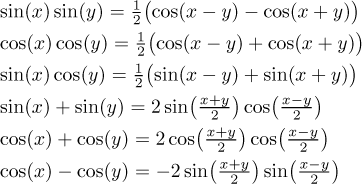 sin(x) sin(y) = 1/2(cos(x − y) − cos(x + y))
cos(x) cos(y) = 1/2(cos(x − y) + cos(x + y))
sin(x) cos(y) = 1/2(sin(x − y) + sin(x + y))
sin(x) + sin(y) = 2 sin((x+y)/2) cos((x−y)/2)
cos(x) + cos(y) = 2 cos((x+y)/2) cos((x−y)/2)
cos(x) − cos(y) = −2 sin((x+y)/2) sin((x−y)/2)